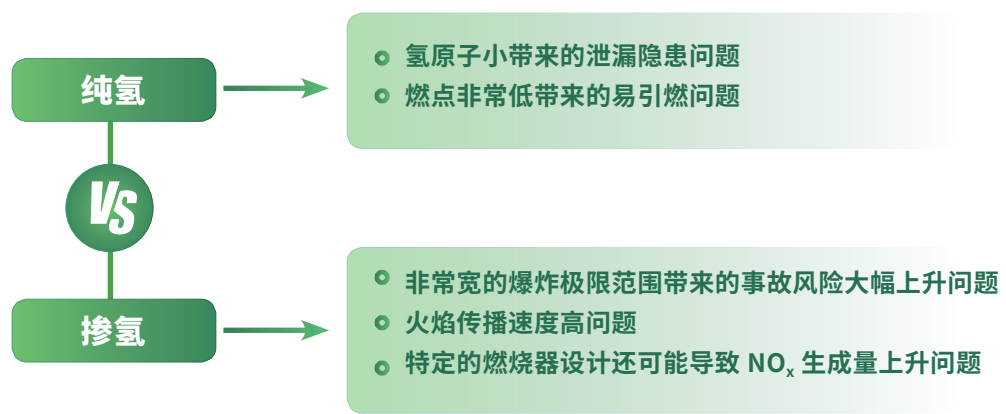 纯氢
氢原子小带来的泄漏隐患问题
燃点非常低带来的易引燃问题
VS
掺氢
非常宽的爆炸极限范围带来的事故风险大幅上升问题
火焰传播速度高问题
特定的燃烧器设计还可能导致 NOx 生成量上升问题